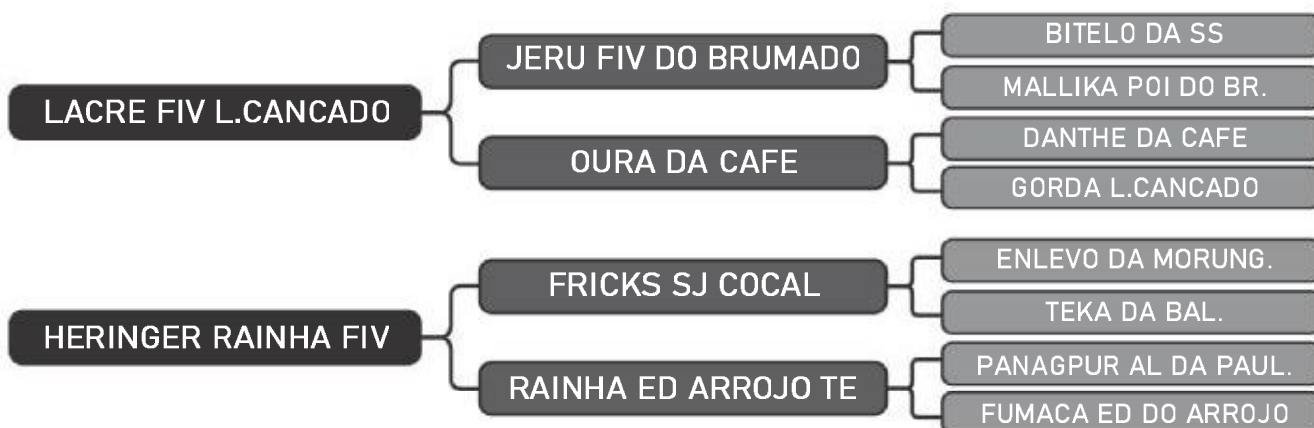 LACRE FIV L.CANCADO
JERU FIV DO BRUMADO
BITELO DA SS
MALLIKA POI DO BR.
OURA DA CAFE
DANTHE DA CAFE
GORDA L.CANCADO
HERINGER RAINHA FIV
FRICKS SJ COCAL
ENLEVO DA MORUNG.
TEKA DA BAL.
RAINHA ED ARROJO TE
PANAGPUR AL DA PAUL.
FUMACA ED DO ARROJO